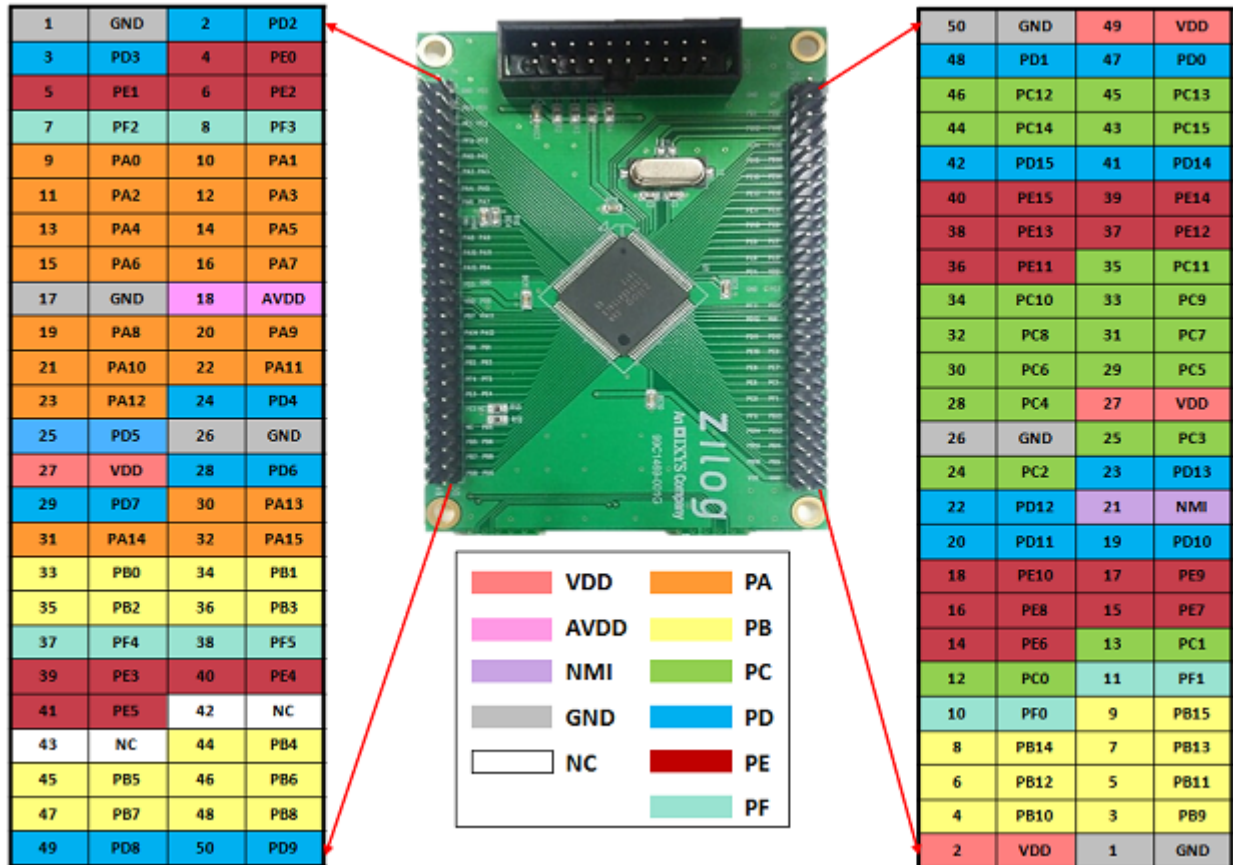 1 GND 2 PD2
3 PD3 4 PE0
5 PE1 6 PE2
7 PF2 8 PF3
9 PA0 10 PA1
11 PA2 12 PA3
13 PA4 14 PA5
15 PA6 16 PA7
17 GND 18 AVDD
19 PA8 20 PA9
21 PA10 22 PA11
23 PA12 24 PD4
25 PD5 26 GND
27 VDD 28 PD6
29 PD7 30 PA13
31 PA14 32 PA15
33 PB0 34 PB1
35 PB2 36 PB3
37 PF4 38 PF5
39 PE3 40 PE4
41 PE5 42 NC
43 NC 44 PB4
45 PB5 46 PB6
47 PB7 48 PB8
49 PD8 50 PD9
zilog
An IXYS Company
VDD PA
AVDD PB
NMI PC
GND PD
NC PE
PF
50 GND 49 VDD
48 PD1 47 PD0
46 PC12 45 PC13
44 PC14 43 PC15
42 PD15 41 PD14
40 PE15 39 PE14
38 PE13 37 PE12
36 PE11 35 PC11
34 PC10 33 PC9
32 PC8 31 PC7
30 PC6 29 PC5
28 PC4 27 VDD
26 GND 25 PC3
24 PC2 23 PD13
22 PD12 21 NMI
20 PD11 19 PD10
18 PE10 17 PE9
16 PE8 15 PE7
14 PE6 13 PC1
12 PC0 11 PF1
10 PF0 9 PB15
8 PB14 7 PB13
6 PB12 5 PB11
4 PB10 3 PB9
2 VDD 1 GND